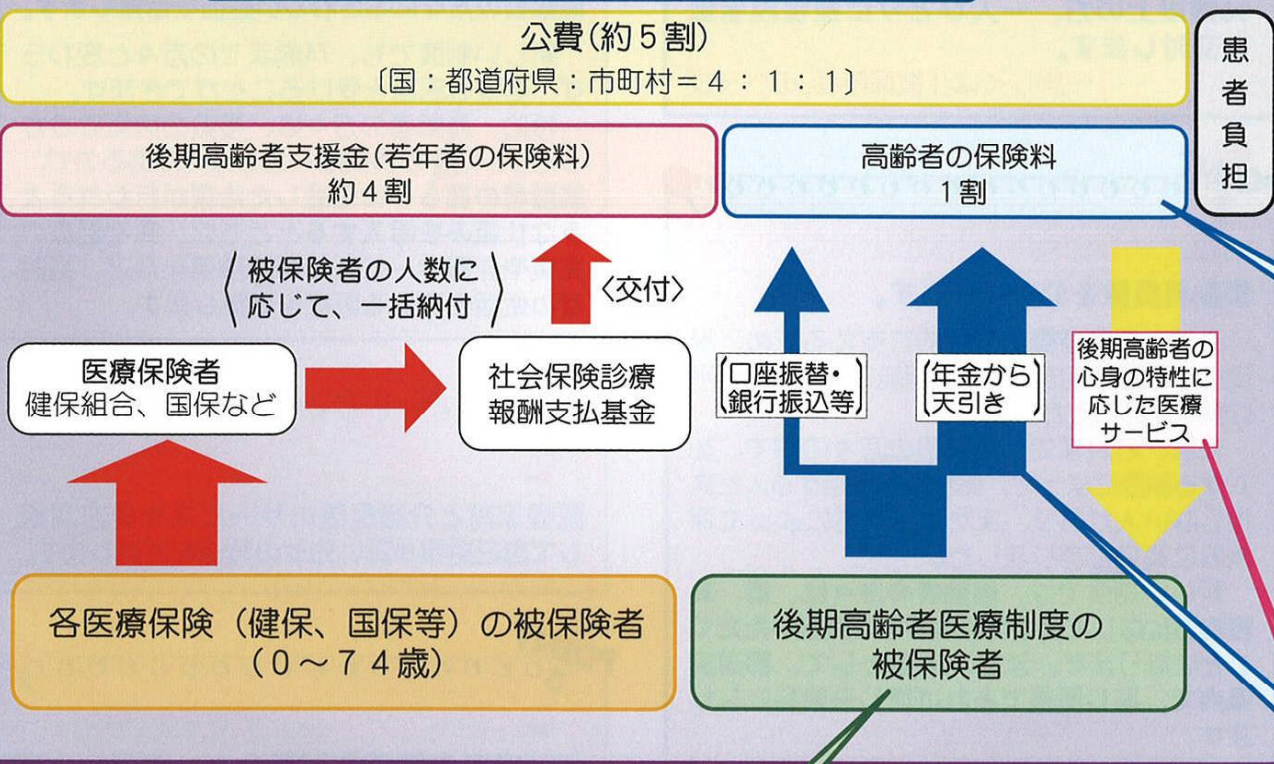 公費(約5割)
〔国:都道府県:市町村=4:1:1〕
患者負担
後期高齢者支援金(若年者の保険料)
約4割
高齢者の保険料
1割
被保険者の人数に
応じて、一括納付
〈交付〉
医療保険者
健保組合、国保など
社会保険診療
報酬支払基金
口座振替・
銀行振込等
年金から
天引き
後期高齢者の
心身の特性に
応じた医療
サービス
各医療保険(健保、国保等)の被保険者
(0~74歳)
後期高齢者医療制度の
被保険者